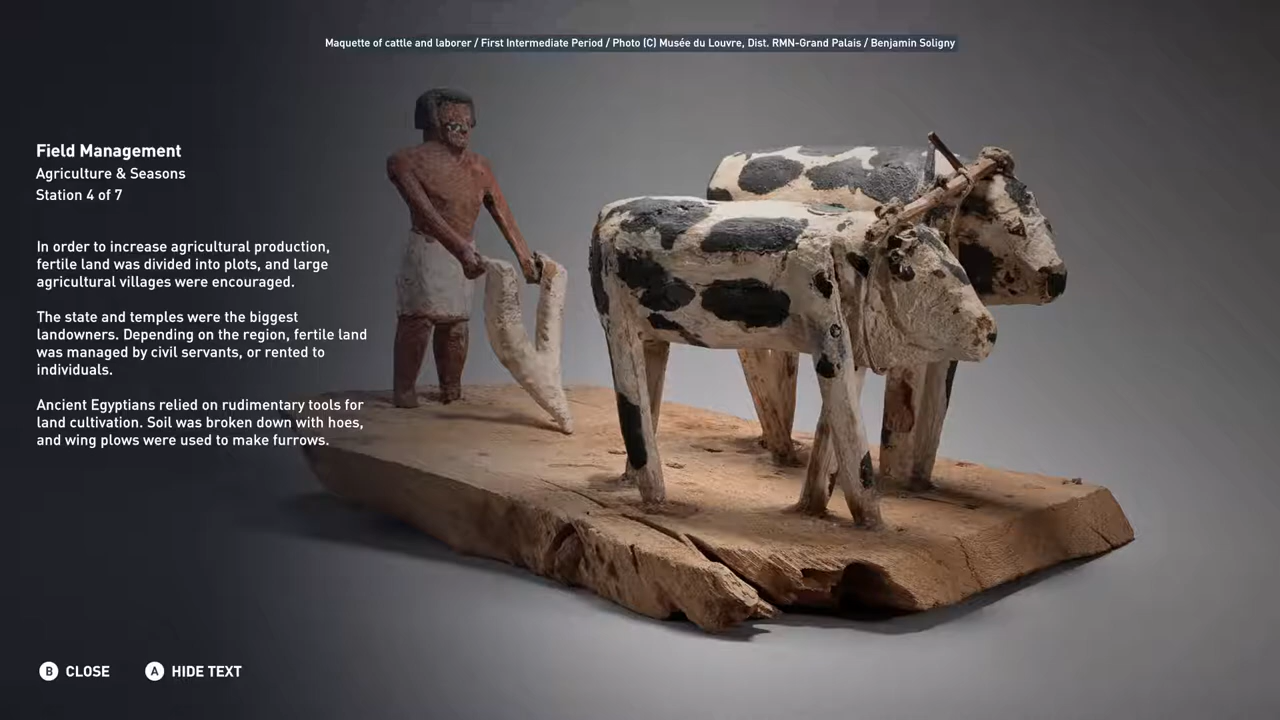 Maquette of cattle and laborer / First Intermediate Period / Photo (C) Musée du Louvre, Dist. RMN-Grand Palais / Benjamin Soligny
Field Management
Agriculture & Seasons
Station 4 of 7
In order to increase agricultural production,
fertile land was divided into plots, and large
agricultural villages were encouraged.
The state and temples were the biggest
landowners. Depending on the region, fertile land
was managed by civil servants, or rented to
individuals.
Ancient Egyptians relied on rudimentary tools for
land cultivation. Soil was broken down with hoes,
and wing plows were used to make furrows.
B CLOSE A HIDE TEXT